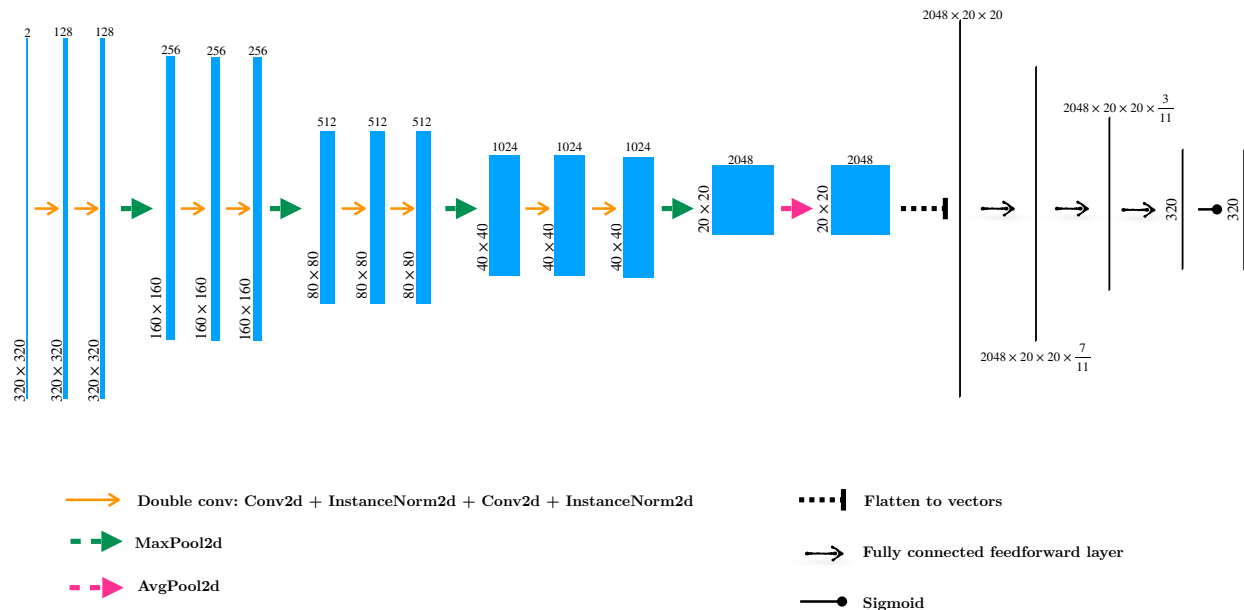 2 128 128
256 256 256
512 512 512
1024 1024 1024
2048 2048
2048 × 20 × 20
2048 × 20 × 20 × 3/11
320 × 320 320 × 320 320 × 320
160 × 160 160 × 160 160 × 160
80 × 80 80 × 80 80 × 80
40 × 40 40 × 40 40 × 40
20 × 20 20 × 20
320 320
2048 × 20 × 20 × 7/11
Double conv: Conv2d + InstanceNorm2d + Conv2d + InstanceNorm2d
MaxPool2d
AvgPool2d
Flatten to vectors
Fully connected feedforward layer
Sigmoid